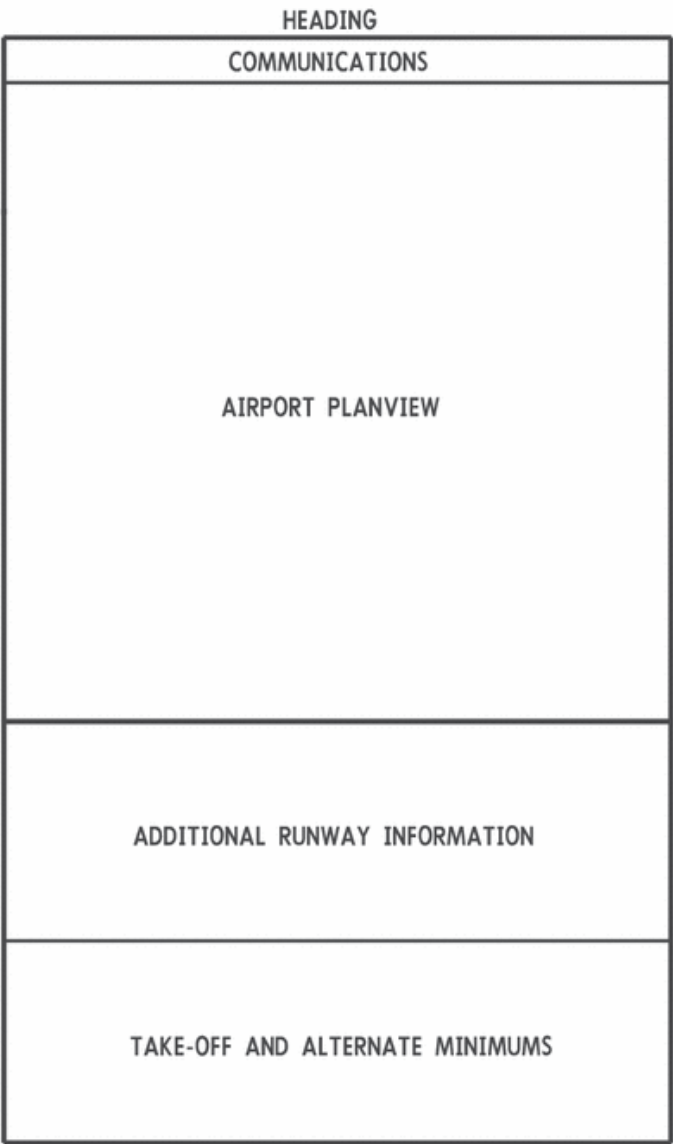 HEADING
COMMUNICATIONS
AIRPORT PLANVIEW
ADDITIONAL RUNWAY INFORMATION
TAKE-OFF AND ALTERNATE MINIMUMS